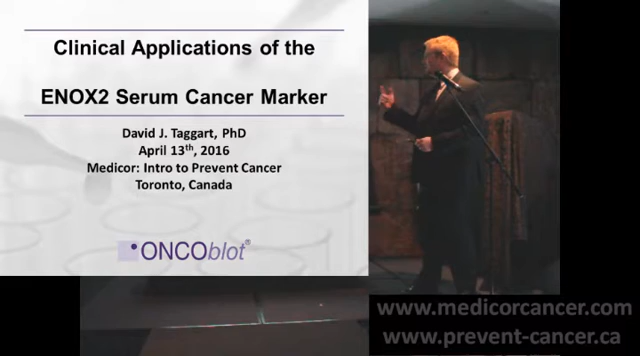 Clinical Applications of the
ENOX2 Serum Cancer Marker
David J. Taggart, PhD
April 13th, 2016
Medicor: Intro to Prevent Cancer
Toronto, Canada
ONCOblot®
www.medicorcancer.com
www.prevent-cancer.ca